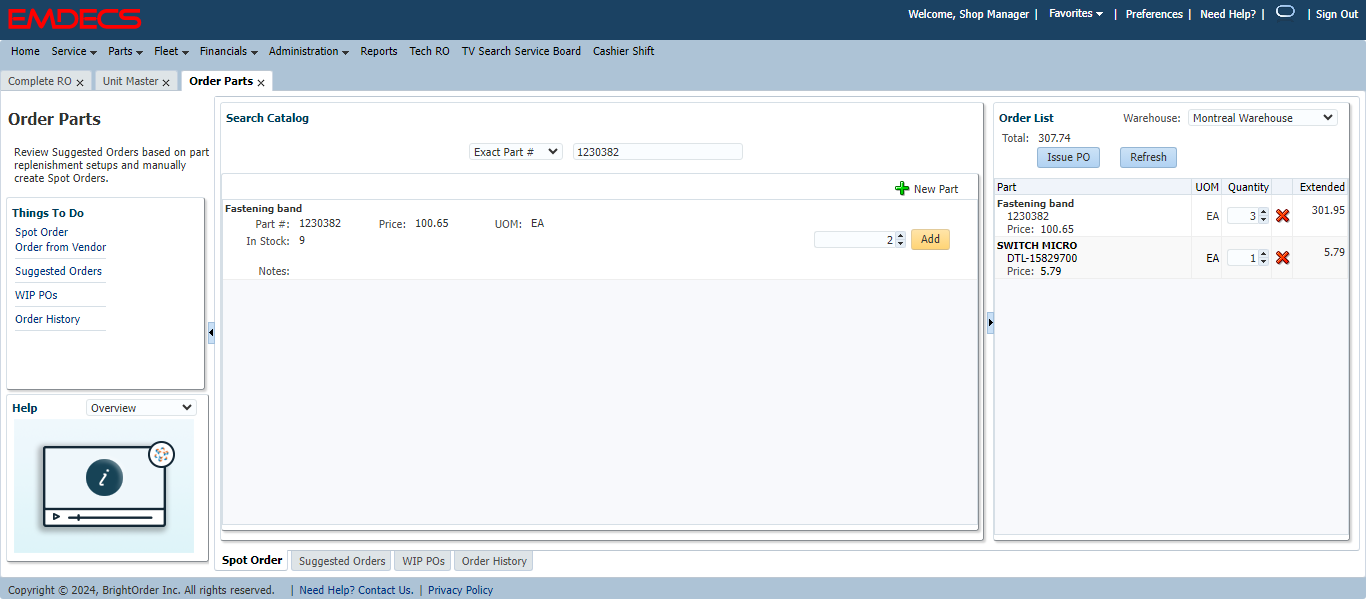 EMDECS
Welcome, Shop Manager | Favorites | Preferences | Need Help? | | Sign Out
Home Service Parts Fleet Financials Administration Reports Tech RO TV Search Service Board Cashier Shift
Complete RO x Unit Master x Order Parts x
Order Parts
Review Suggested Orders based on part
replenishment setups and manually
create Spot Orders.
Things To Do
Spot Order
Order from Vendor
Suggested Orders
WIP POs
Order History
Help Overview
i
Search Catalog
Exact Part # 1230382
New Part
Fastening band
Part #: 1230382 Price: 100.65 UOM: EA
In Stock: 9
2 Add
Notes:
Order List Warehouse: Montreal Warehouse
Total: 307.74
Issue PO Refresh
Part UOM Quantity Extended
Fastening band
1230382 EA 3 301.95
Price: 100.65
SWITCH MICRO
DTL-15829700 EA 1 5.79
Price: 5.79
Spot Order Suggested Orders WIP POs Order History
Copyright © 2024, BrightOrder Inc. All rights reserved. | Need Help? Contact Us. | Privacy Policy